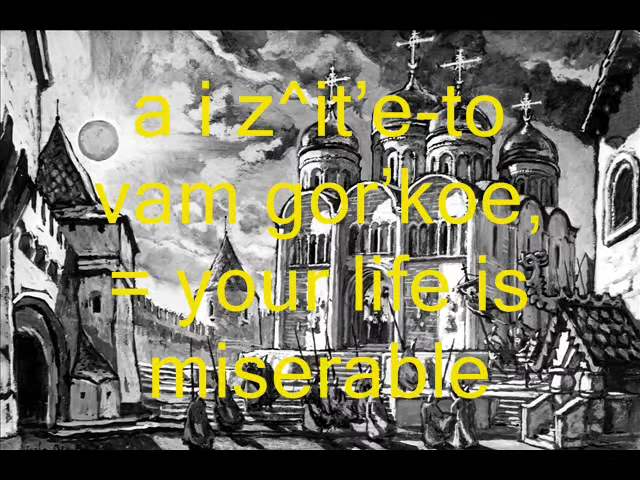 a i z^it’e-to
vam gor’koe,
= your life is
miserable